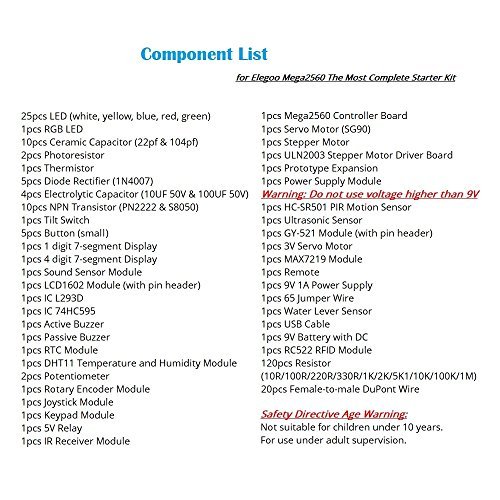 Component List
for Elegoo Mega2560 The Most Complete Starter Kit
25pcs LED (white, yellow, blue, red, green)
1pcs RGB LED
10pcs Ceramic Capacitor (22pf & 104pf)
2pcs Photoresistor
1pcs Thermistor
5pcs Diode Rectifier (1N4007)
4pcs Electrolytic Capacitor (10UF 50V & 100UF 50V)
10pcs NPN Transistor (PN2222 & S8050)
1pcs Tilt Switch
5pcs Button (small)
1pcs 1 digit 7-segment Display
1pcs 4 digit 7-segment Display
1pcs Sound Sensor Module
1pcs LCD1602 Module (with pin header)
1pcs IC L293D
1pcs IC 74HC595
1pcs Active Buzzer
1pcs Passive Buzzer
1pcs RTC Module
1pcs DHT11 Temperature and Humidity Module
2pcs Potentiometer
1pcs Rotary Encoder Module
1pcs Joystick Module
1pcs Keypad Module
1pcs 5V Relay
1pcs IR Receiver Module
1pcs Mega2560 Controller Board
1pcs Servo Motor (SG90)
1pcs Stepper Motor
1pcs ULN2003 Stepper Motor Driver Board
1pcs Prototype Expansion
1pcs Power Supply Module
Warning: Do not use voltage higher than 9V
1pcs HC-SR501 PIR Motion Sensor
1pcs Ultrasonic Sensor
1pcs GY-521 Module (with pin header)
1pcs 3V Servo Motor
1pcs MAX7219 Module
1pcs Remote
1pcs 9V 1A Power Supply
1pcs 65 Jumper Wire
1pcs Water Lever Sensor
1pcs USB Cable
1pcs 9V Battery with DC
1pcs RC522 RFID Module
120pcs Resistor
(10R/100R/220R/330R/1K/2K/5K1/10K/100K/1M)
20pcs Female-to-male DuPont Wire
Safety Directive Age Warning:
Not suitable for children under 10 years.
For use under adult supervision.